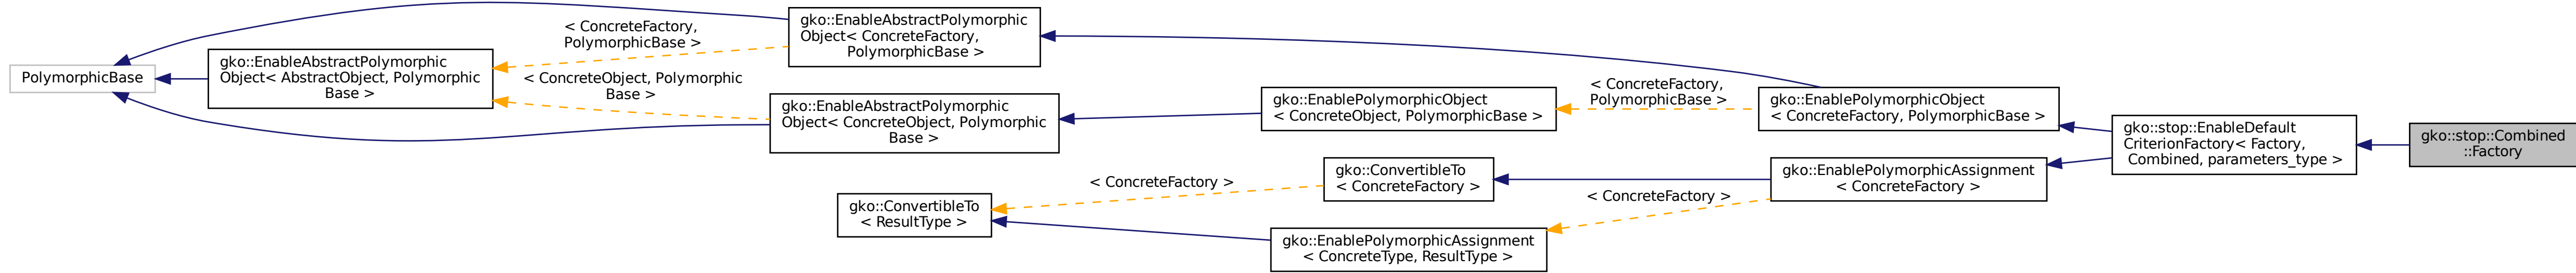 PolymorphicBase
gko::EnableAbstractPolymorphic
Object< AbstractObject, Polymorphic
Base >
< ConcreteFactory,
PolymorphicBase >
< ConcreteObject, Polymorphic
Base >
gko::EnableAbstractPolymorphic
Object< ConcreteFactory,
PolymorphicBase >
gko::EnableAbstractPolymorphic
Object< ConcreteObject, Polymorphic
Base >
gko::ConvertibleTo
< ResultType >
< ConcreteFactory >
gko::EnablePolymorphicObject
< ConcreteObject, PolymorphicBase >
gko::ConvertibleTo
< ConcreteFactory >
gko::EnablePolymorphicAssignment
< ConcreteType, ResultType >
< ConcreteFactory,
PolymorphicBase >
< ConcreteFactory >
gko::EnablePolymorphicObject
< ConcreteFactory, PolymorphicBase >
gko::EnablePolymorphicAssignment
< ConcreteFactory >
gko::stop::EnableDefault
CriterionFactory< Factory,
Combined, parameters_type >
gko::stop::Combined
::Factory